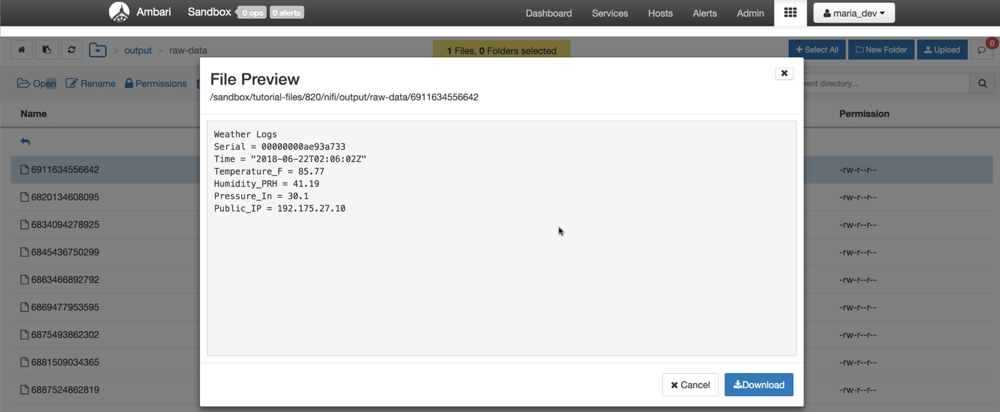 Ambari Sandbox 0 ops 0 alerts Dashboard Services Hosts Alerts Admin maria_dev
> output > raw-data 1 Files, 0 Folders selected + Select All New Folder Upload 0
Open Rename Permissions rent directory...
File Preview
/sandbox/tutorial-files/820/nifi/output/raw-data/6911634556642
Name Permission
Weather Logs
Serial = 00000000ae93a733
Time = "2018-06-22T02:06:02Z"
Temperature_F = 85.77
Humidity_PRH = 41.19
Pressure_In = 30.1
Public_IP = 192.175.27.10
6911634556642 -rw-r--r--
6820134608095 -rw-r--r--
6834094278925 -rw-r--r--
6845436750299 -rw-r--r--
6863466892792 -rw-r--r--
6869477953595 -rw-r--r--
6875493862302 -rw-r--r--
6881509034365 -rw-r--r--
6887524862819 -rw-r--r--
Cancel Download